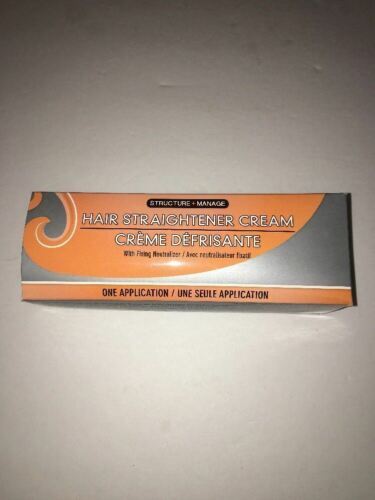 STRUCTURE + MANAGE
HAIR STRAIGHTENER CREAM
CRÈME DÉFRISANTE
With Fixing Neutralizer / Avec neutralisateur fixatif
ONE APPLICATION / UNE SEULE APPLICATION